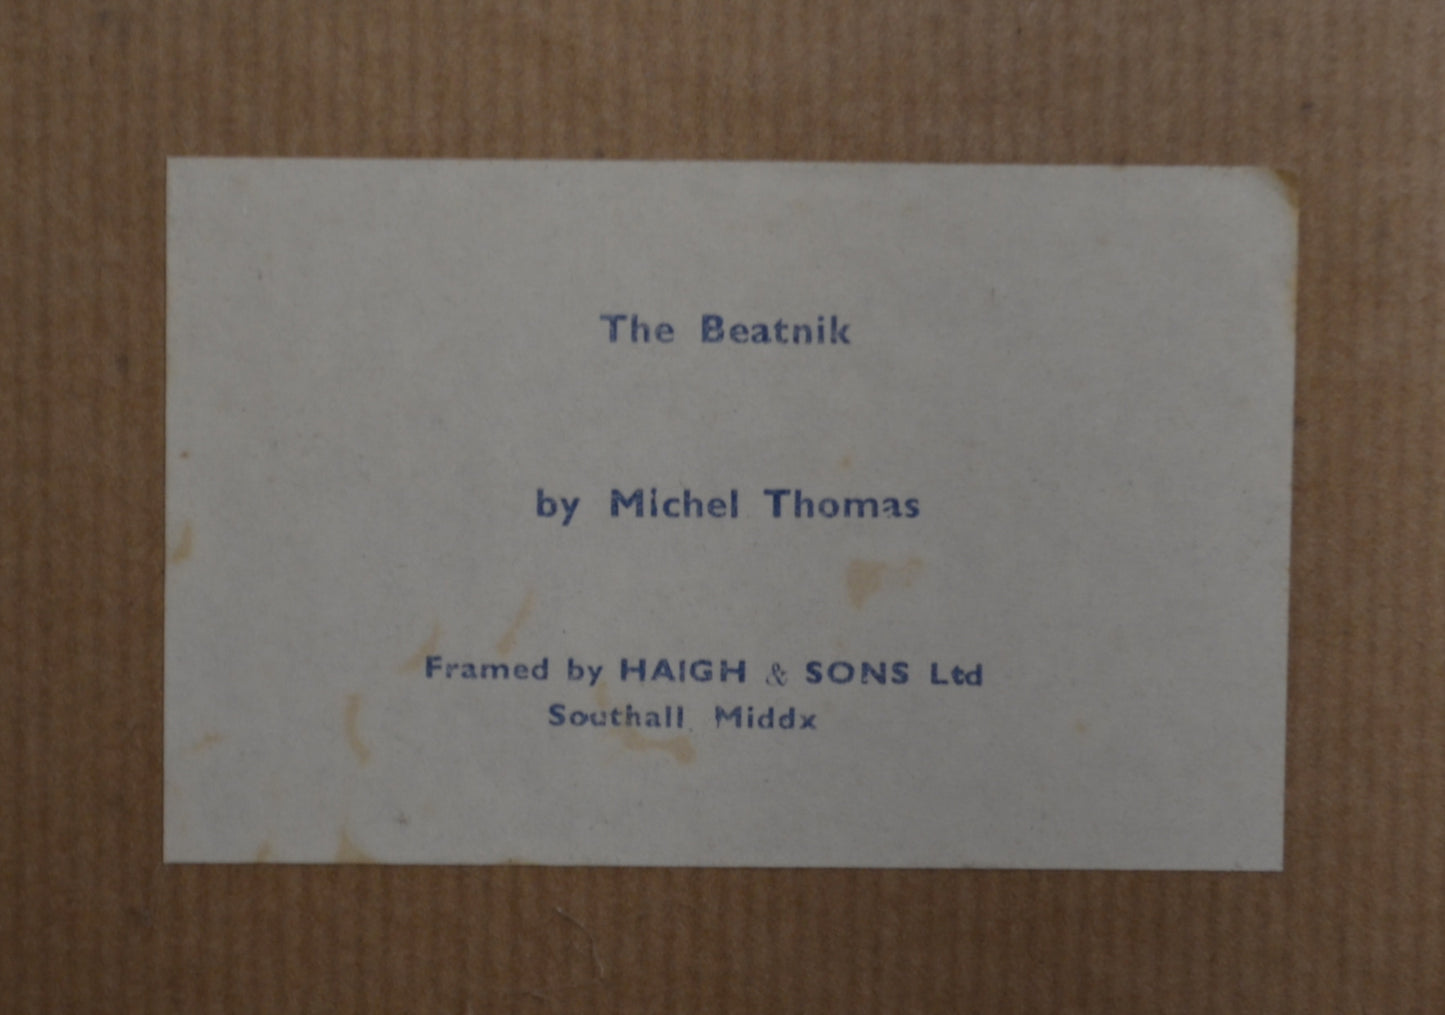 The Beatnik
by Michel Thomas
Framed by HAIGH & SONS Ltd
Southall, Middx